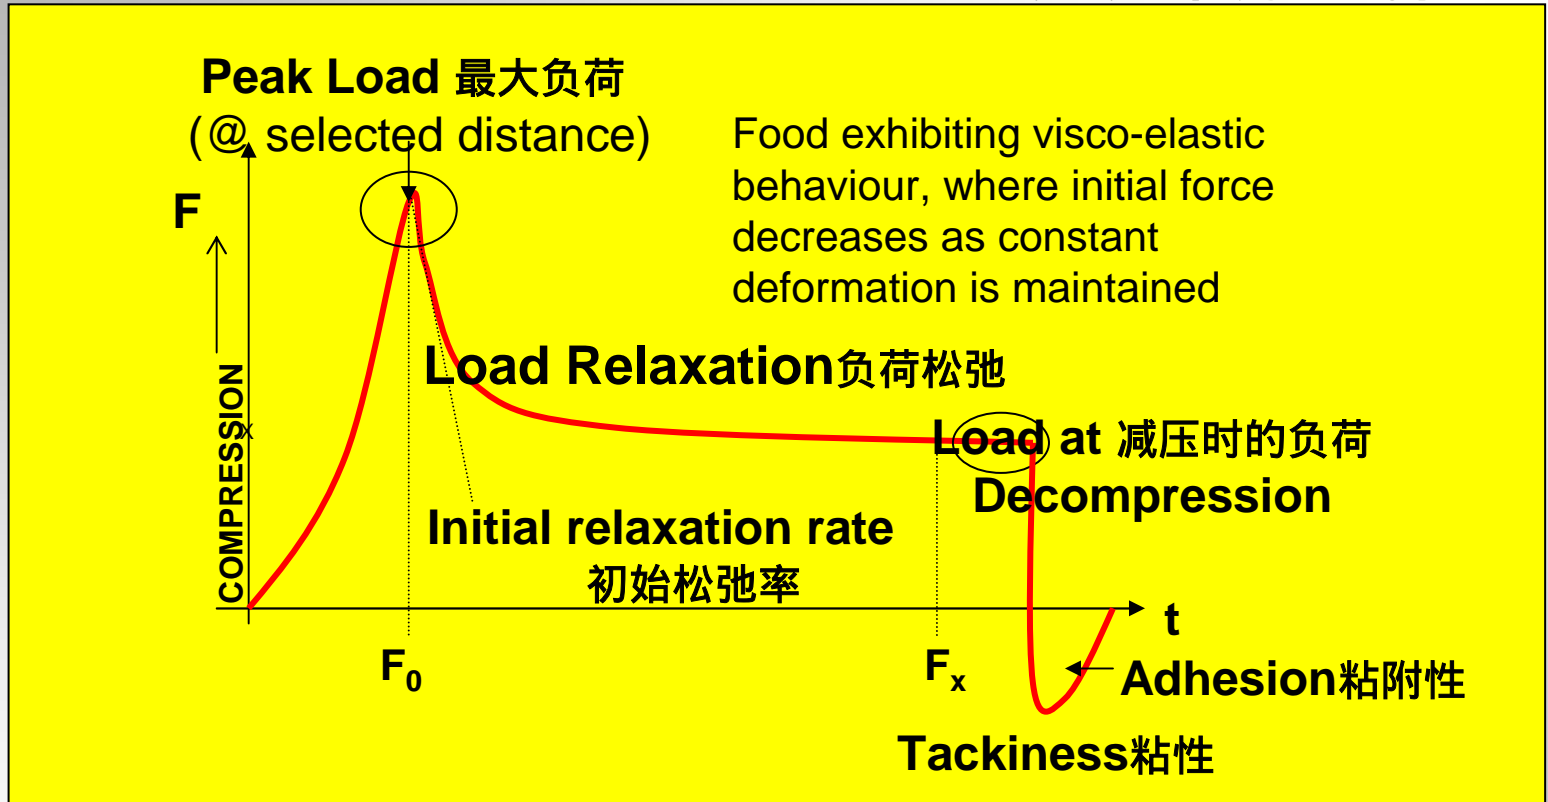 Peak Load 最大负荷
(@ selected distance)
Food exhibiting visco-elastic
behaviour, where initial force
decreases as constant
deformation is maintained
F
COMPRESSION
x
Load Relaxation负荷松弛
Load at 减压时的负荷
Decompression
Initial relaxation rate
初始松弛率
t
F₀
Fₓ
Adhesion粘附性
Tackiness粘性